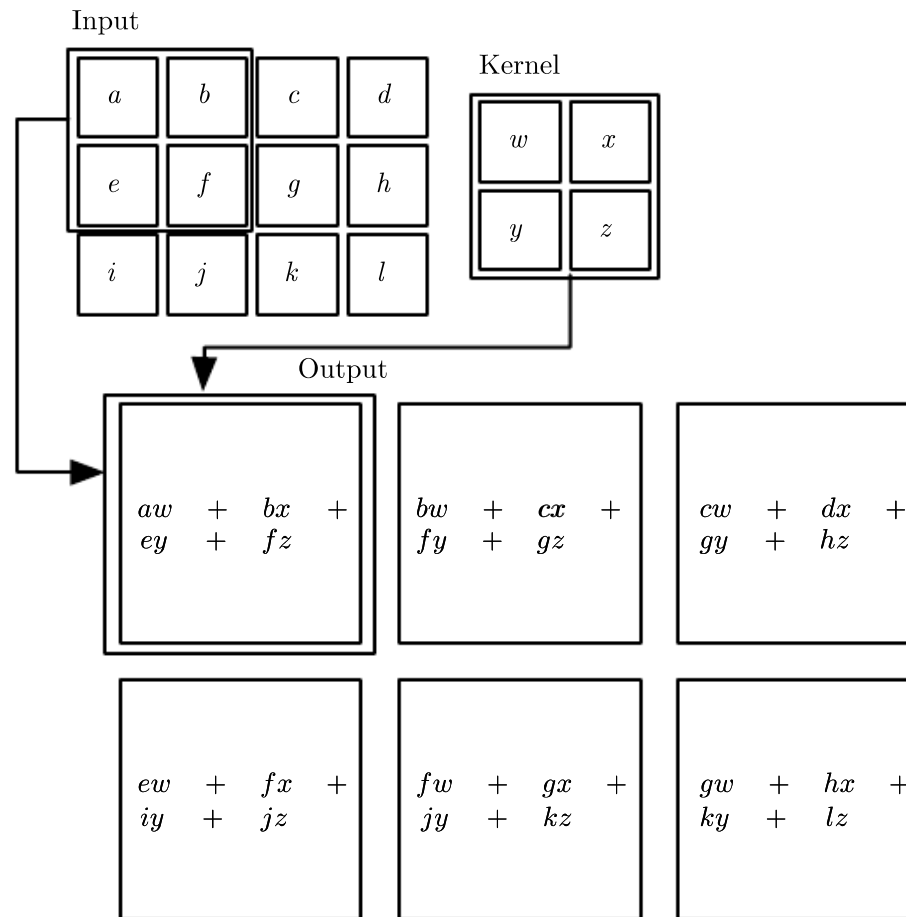 Input
Kernel
a b c d
w x
e f g h
y z
i j k l
Output
aw + bx +
ey + fz
bw + cx +
fy + gz
cw + dx +
gy + hz
ew + fx +
iy + jz
fw + gx +
jy + kz
gw + hx +
ky + lz